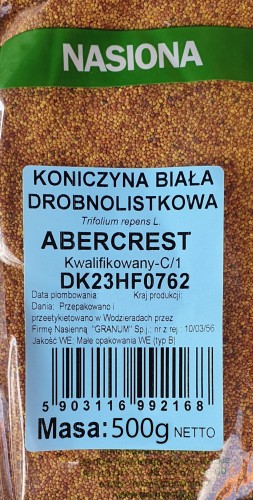 NASIONA
KONICZYNA BIAŁA
DROBNOLISTKOWA
Trifolium repens L.
ABERCREST
Kwalifikowany-C/1
DK23HF0762
Data plombowania: Kraj produkcji:
Dania: Przepakowano i
przeetykietowano w Wodzieradach przez
Firmę Nasienną "GRANUM" Sp.j.; nr z rej : 10/03/56
Jakość WE: Małe opakowania WE (typ B)
5 903116 992168
Masa: 500g NETTO